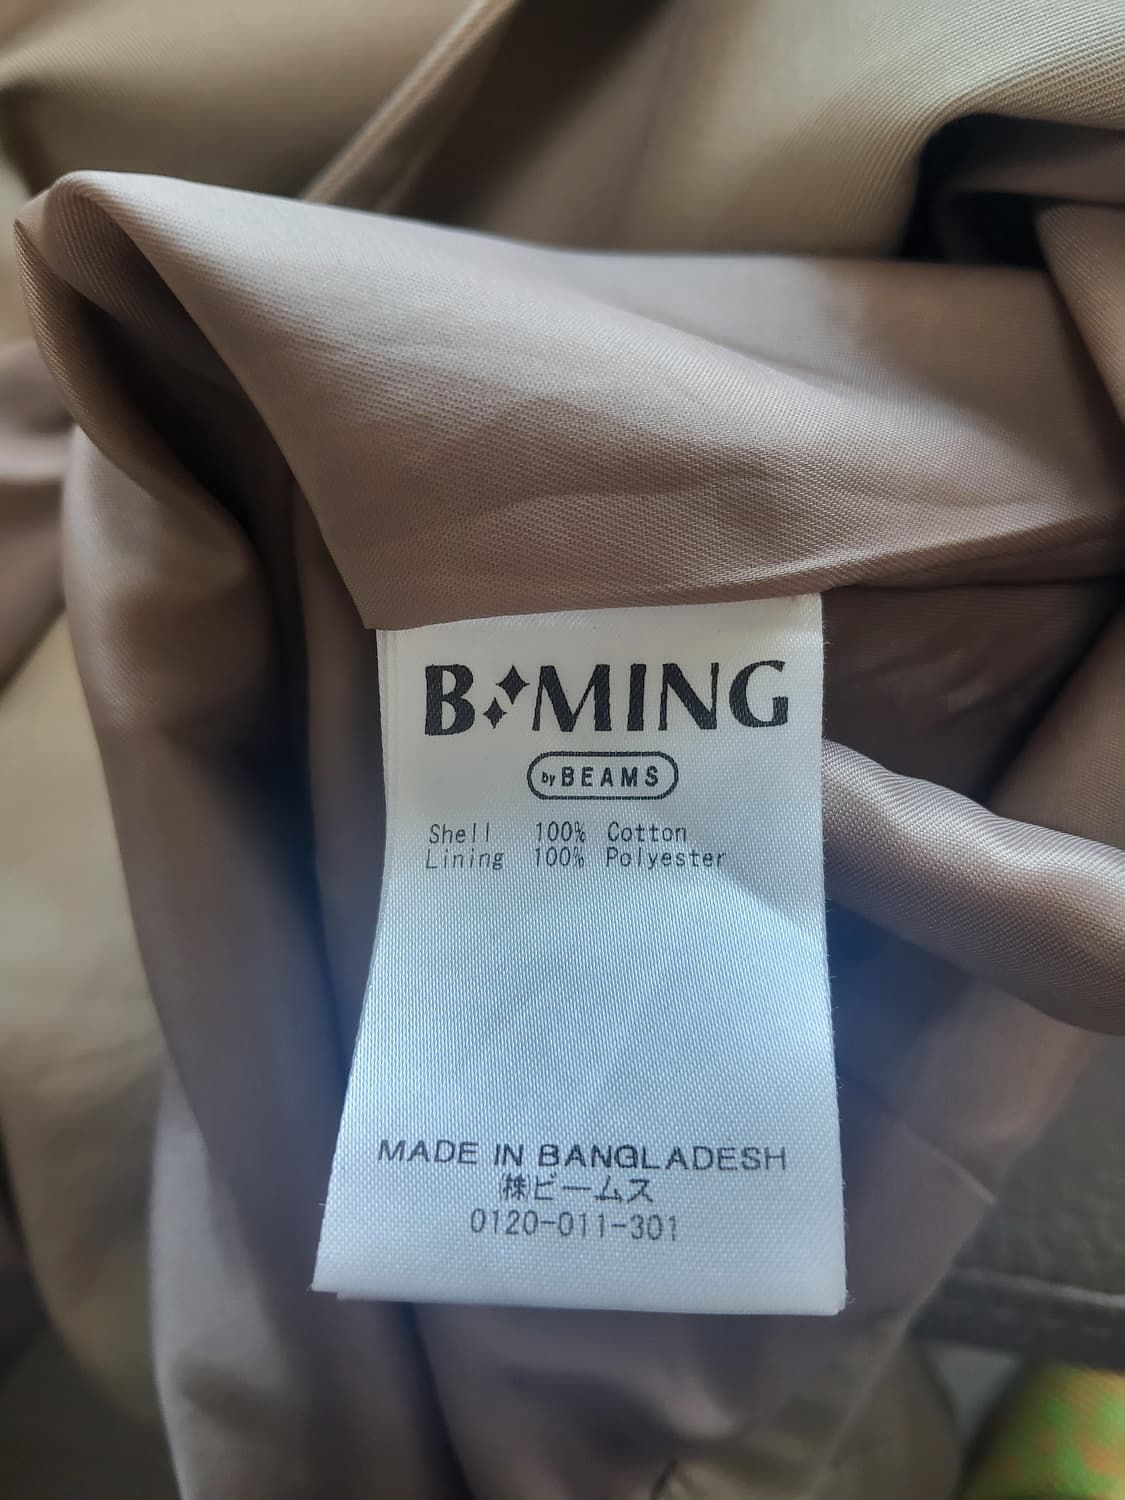 B:MING
by BEAMS
Shell 100% Cotton
Lining 100% Polyester
MADE IN BANGLADESH
㈱ビームス
0120-011-301